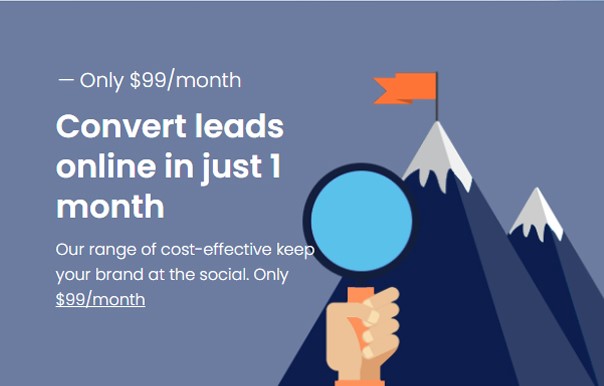 — Only $99/month
Convert leads
online in just 1
month
Our range of cost-effective keep
your brand at the social. Only
$99/month